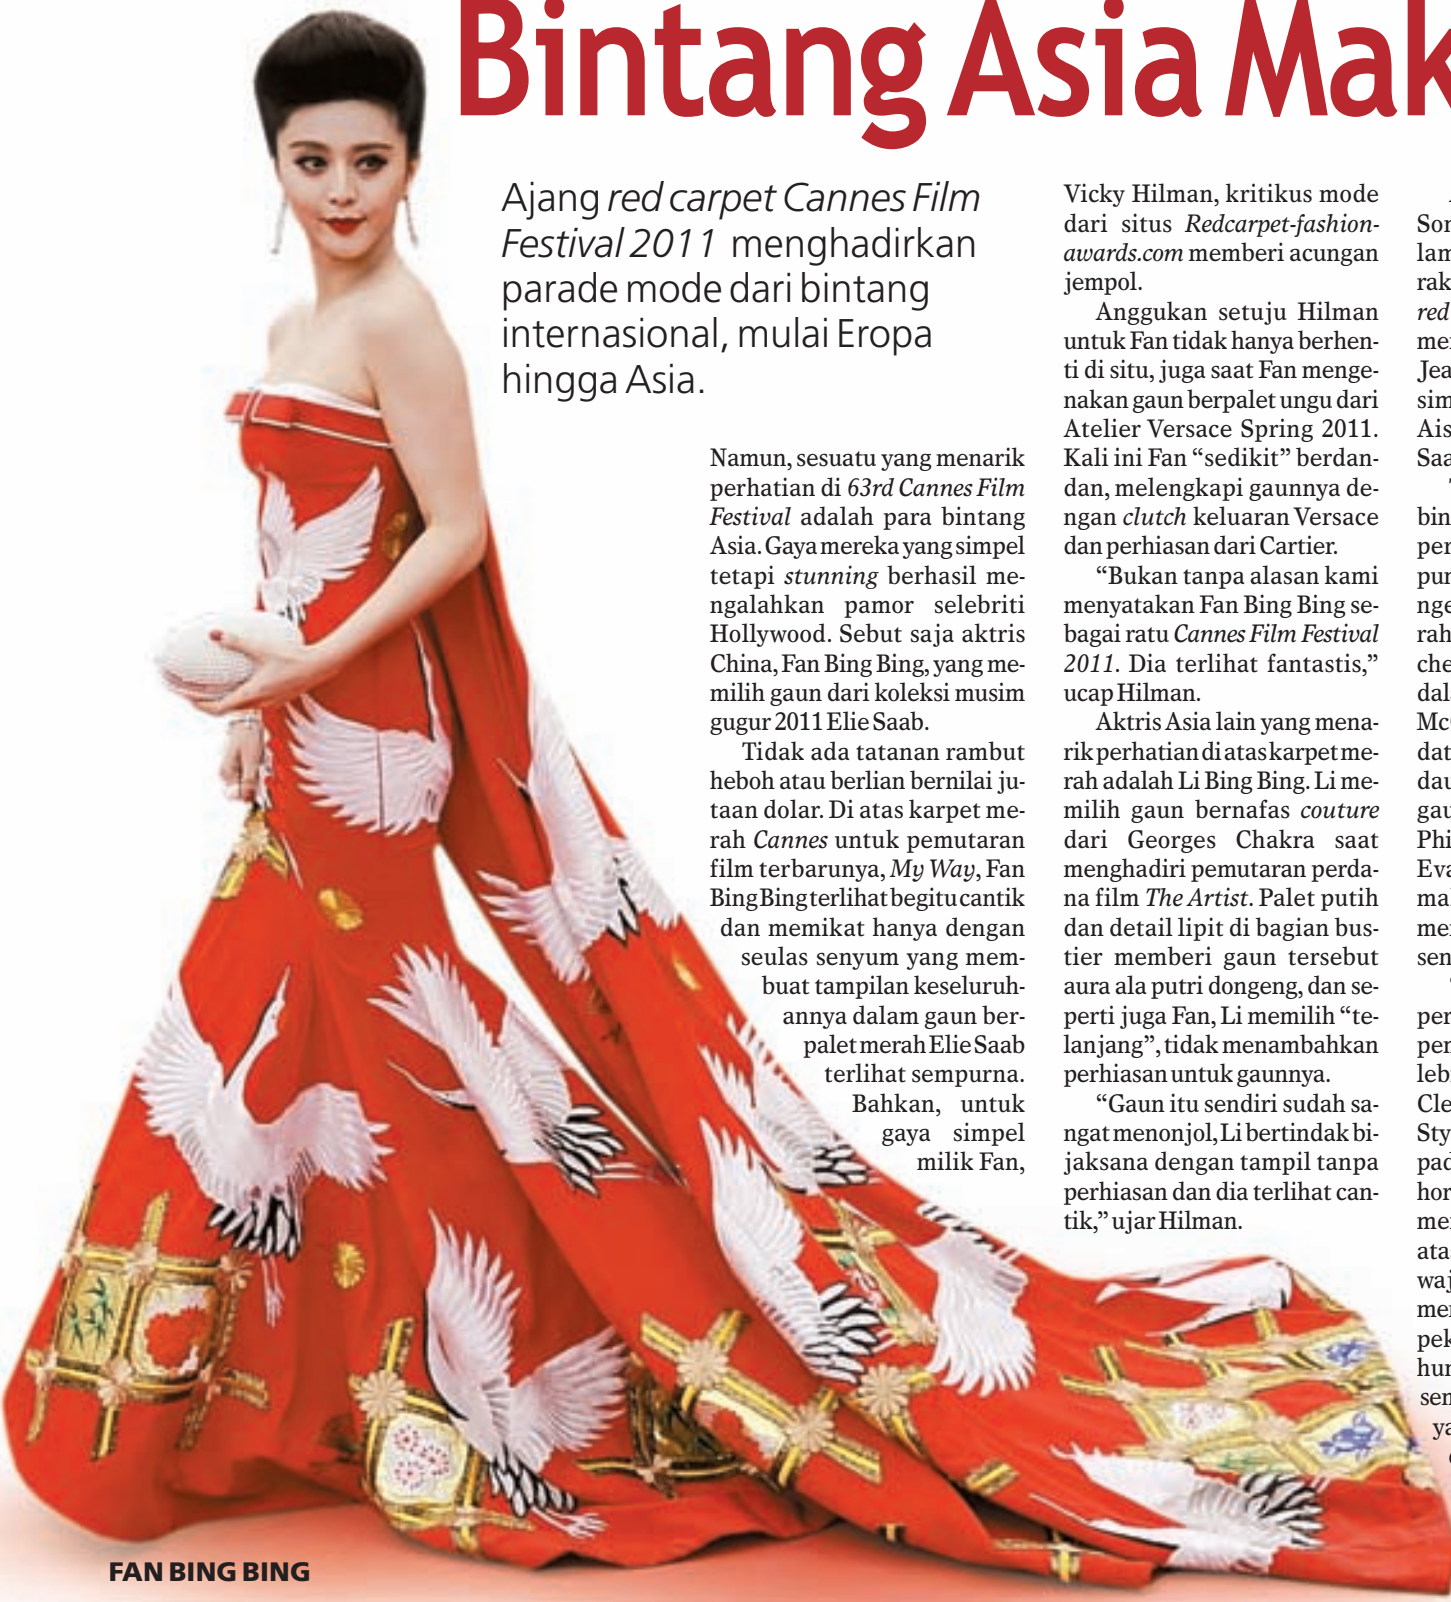 Bintang Asia Mak
Ajang red carpet Cannes Film
Festival 2011 menghadirkan
parade mode dari bintang
internasional, mulai Eropa
hingga Asia.
Namun, sesuatu yang menarik
perhatian di 63rd Cannes Film
Festival adalah para bintang
Asia. Gaya mereka yang simpel
tetapi stunning berhasil me-
ngalahkan pamor selebriti
Hollywood. Sebut saja aktris
China, Fan Bing Bing, yang me-
milih gaun dari koleksi musim
gugur 2011 Elie Saab.
Tidak ada tatanan rambut
heboh atau berlian bernilai ju-
taan dolar. Di atas karpet me-
rah Cannes untuk pemutaran
film terbarunya, My Way, Fan
Bing Bing terlihat begitu cantik
dan memikat hanya dengan
seulas senyum yang mem-
buat tampilan keseluruh-
annya dalam gaun ber-
palet merah Elie Saab
terlihat sempurna.
Bahkan, untuk
gaya simpel
milik Fan,
Vicky Hilman, kritikus mode
dari situs Redcarpet-fashion-
awards.com memberi acungan
jempol.
Anggukan setuju Hilman
untuk Fan tidak hanya berhen-
ti di situ, juga saat Fan menge-
nakan gaun berpalet ungu dari
Atelier Versace Spring 2011.
Kali ini Fan “sedikit” berdan-
dan, melengkapi gaunnya de-
ngan clutch keluaran Versace
dan perhiasan dari Cartier.
“Bukan tanpa alasan kami
menyatakan Fan Bing Bing se-
bagai ratu Cannes Film Festival
2011. Dia terlihat fantastis,”
ucap Hilman.
Aktris Asia lain yang mena-
rik perhatian di atas karpet me-
rah adalah Li Bing Bing. Li me-
milih gaun bernafas couture
dari Georges Chakra saat
menghadiri pemutaran perda-
na film The Artist. Palet putih
dan detail lipit di bagian bus-
tier memberi gaun tersebut
aura ala putri dongeng, dan se-
perti juga Fan, Li memilih “te-
lanjang”, tidak menambahkan
perhiasan untuk gaunnya.
“Gaun itu sendiri sudah sa-
ngat menonjol, Li bertindak bi-
jaksana dengan tampil tanpa
perhiasan dan dia terlihat can-
tik,” ujar Hilman.
FAN BING BING